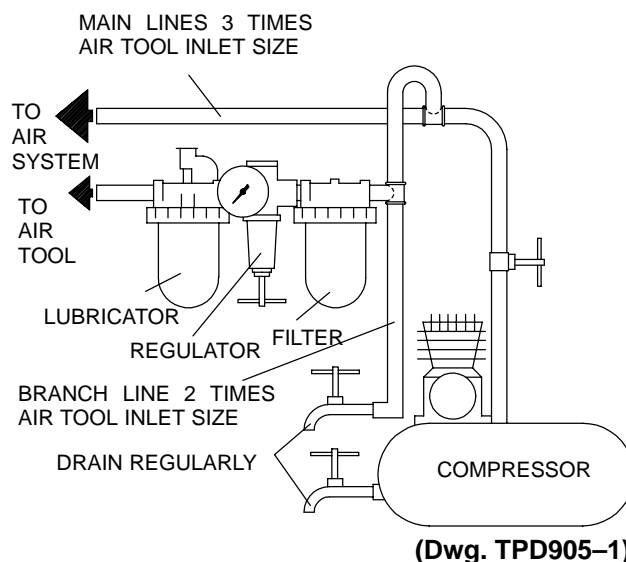 MAIN LINES 3 TIMES
AIR TOOL INLET SIZE
TO
AIR
SYSTEM
TO
AIR
TOOL
LUBRICATOR
REGULATOR
FILTER
BRANCH LINE 2 TIMES
AIR TOOL INLET SIZE
DRAIN REGULARLY
COMPRESSOR
(Dwg. TPD905–1)